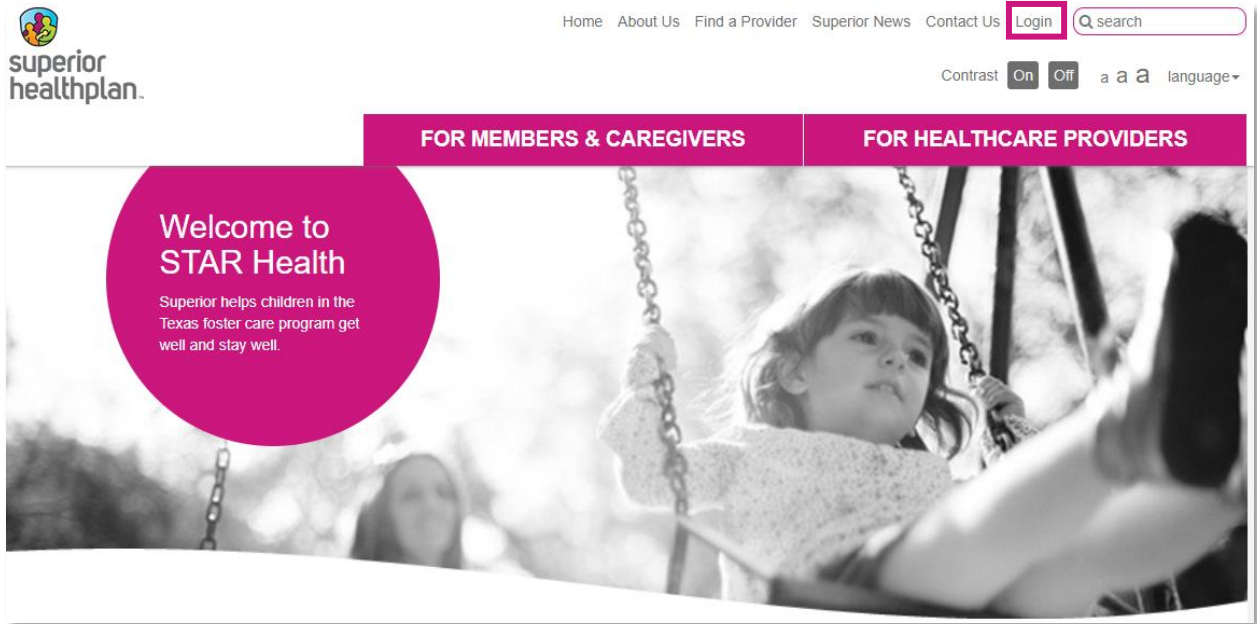 Home About Us Find a Provider Superior News Contact Us Login search
superior
healthplan™
Contrast On Off a a a language
FOR MEMBERS & CAREGIVERS FOR HEALTHCARE PROVIDERS
Welcome to
STAR Health
Superior helps children in the
Texas foster care program get
well and stay well.